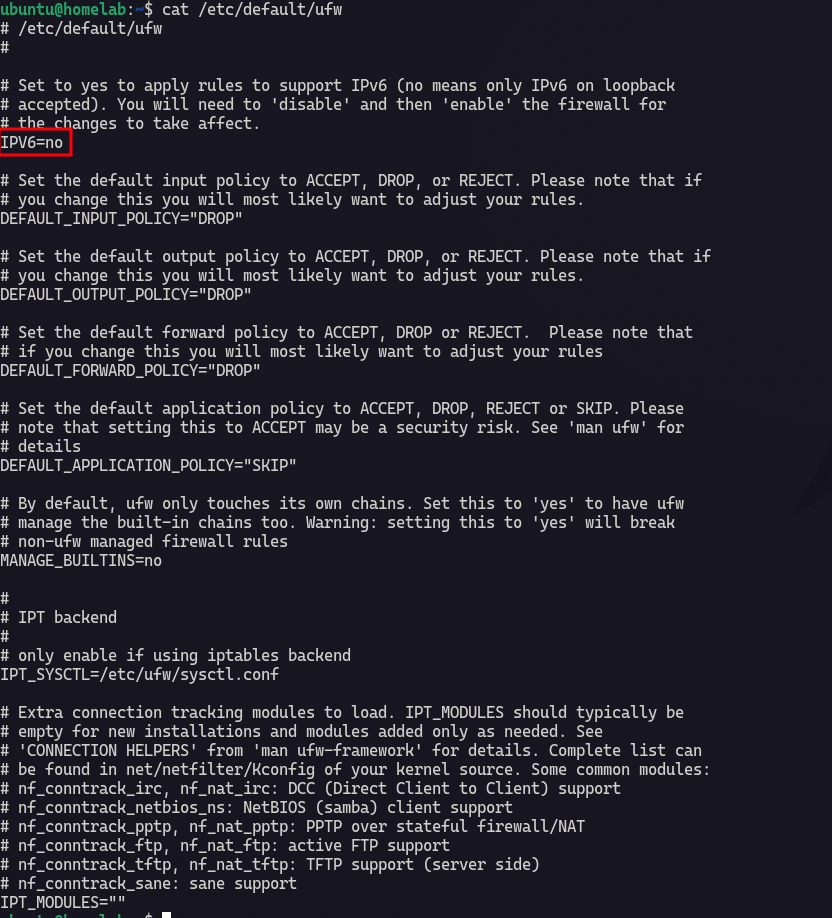 ubuntu@homelab:~$ cat /etc/default/ufw
# /etc/default/ufw
#

# Set to yes to apply rules to support IPv6 (no means only IPv6 on loopback
# accepted). You will need to 'disable' and then 'enable' the firewall for
# the changes to take affect.
IPV6=no

# Set the default input policy to ACCEPT, DROP, or REJECT. Please note that if
# you change this you will most likely want to adjust your rules.
DEFAULT_INPUT_POLICY="DROP"

# Set the default output policy to ACCEPT, DROP, or REJECT. Please note that if
# you change this you will most likely want to adjust your rules.
DEFAULT_OUTPUT_POLICY="DROP"

# Set the default forward policy to ACCEPT, DROP or REJECT.  Please note that
# if you change this you will most likely want to adjust your rules
DEFAULT_FORWARD_POLICY="DROP"

# Set the default application policy to ACCEPT, DROP, REJECT or SKIP. Please
# note that setting this to ACCEPT may be a security risk. See 'man ufw' for
# details
DEFAULT_APPLICATION_POLICY="SKIP"

# By default, ufw only touches its own chains. Set this to 'yes' to have ufw
# manage the built-in chains too. Warning: setting this to 'yes' will break
# non-ufw managed firewall rules
MANAGE_BUILTINS=no

#
# IPT backend
#
# only enable if using iptables backend
IPT_SYSCTL=/etc/ufw/sysctl.conf

# Extra connection tracking modules to load. IPT_MODULES should typically be
# empty for new installations and modules added only as needed. See
# 'CONNECTION HELPERS' from 'man ufw-framework' for details. Complete list can
# be found in net/netfilter/Kconfig of your kernel source. Some common modules:
# nf_conntrack_irc, nf_nat_irc: DCC (Direct Client to Client) support
# nf_conntrack_netbios_ns: NetBIOS (samba) client support
# nf_conntrack_pptp, nf_nat_pptp: PPTP over stateful firewall/NAT
# nf_conntrack_ftp, nf_nat_ftp: active FTP support
# nf_conntrack_tftp, nf_nat_tftp: TFTP support (server side)
# nf_conntrack_sane: sane support
IPT_MODULES=""
ubuntu@homelab:~$